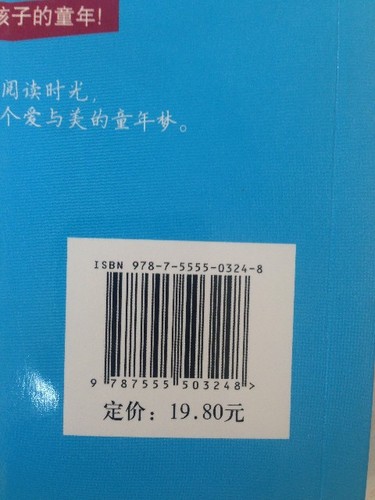 孩子的童年!
阅读时光,
个爱与美的童年梦。
ISBN 978-7-5555-0324-8
9 787555 503248 >
定价: 19.80元